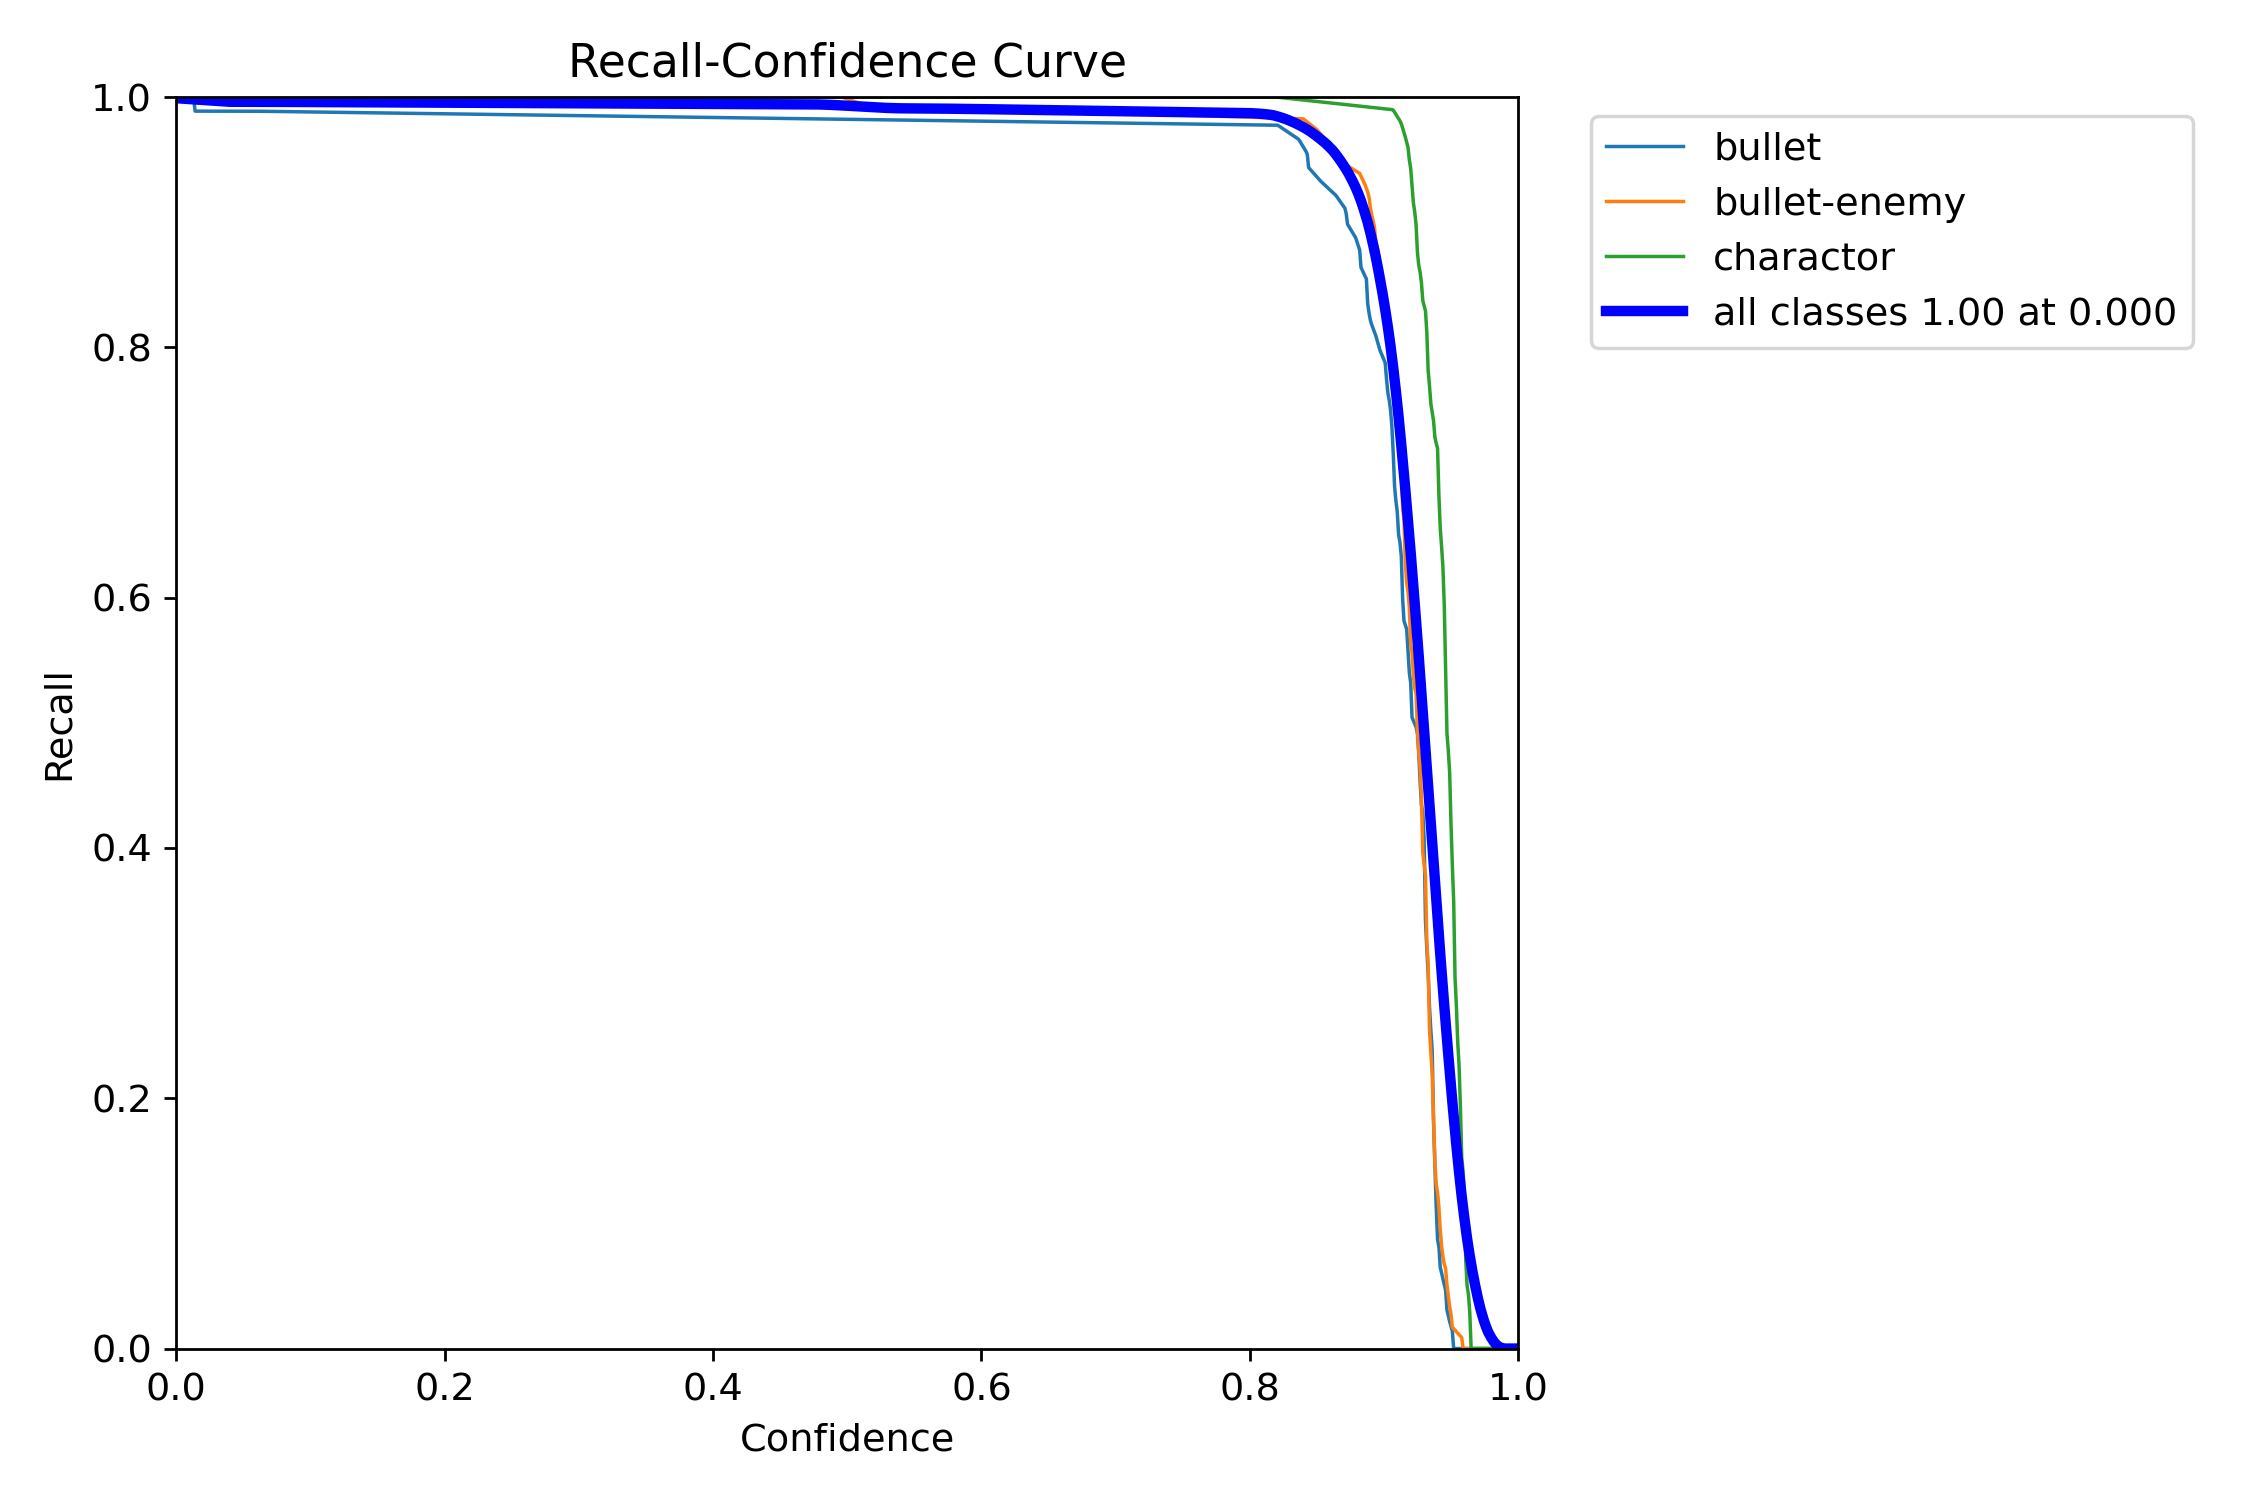 Recall-Confidence Curve
1.0
0.8
0.6
0.4
0.2
0.0
Recall
0.0 0.2 0.4 0.6 0.8 1.0
Confidence
bullet
bullet-enemy
charactor
all classes 1.00 at 0.000